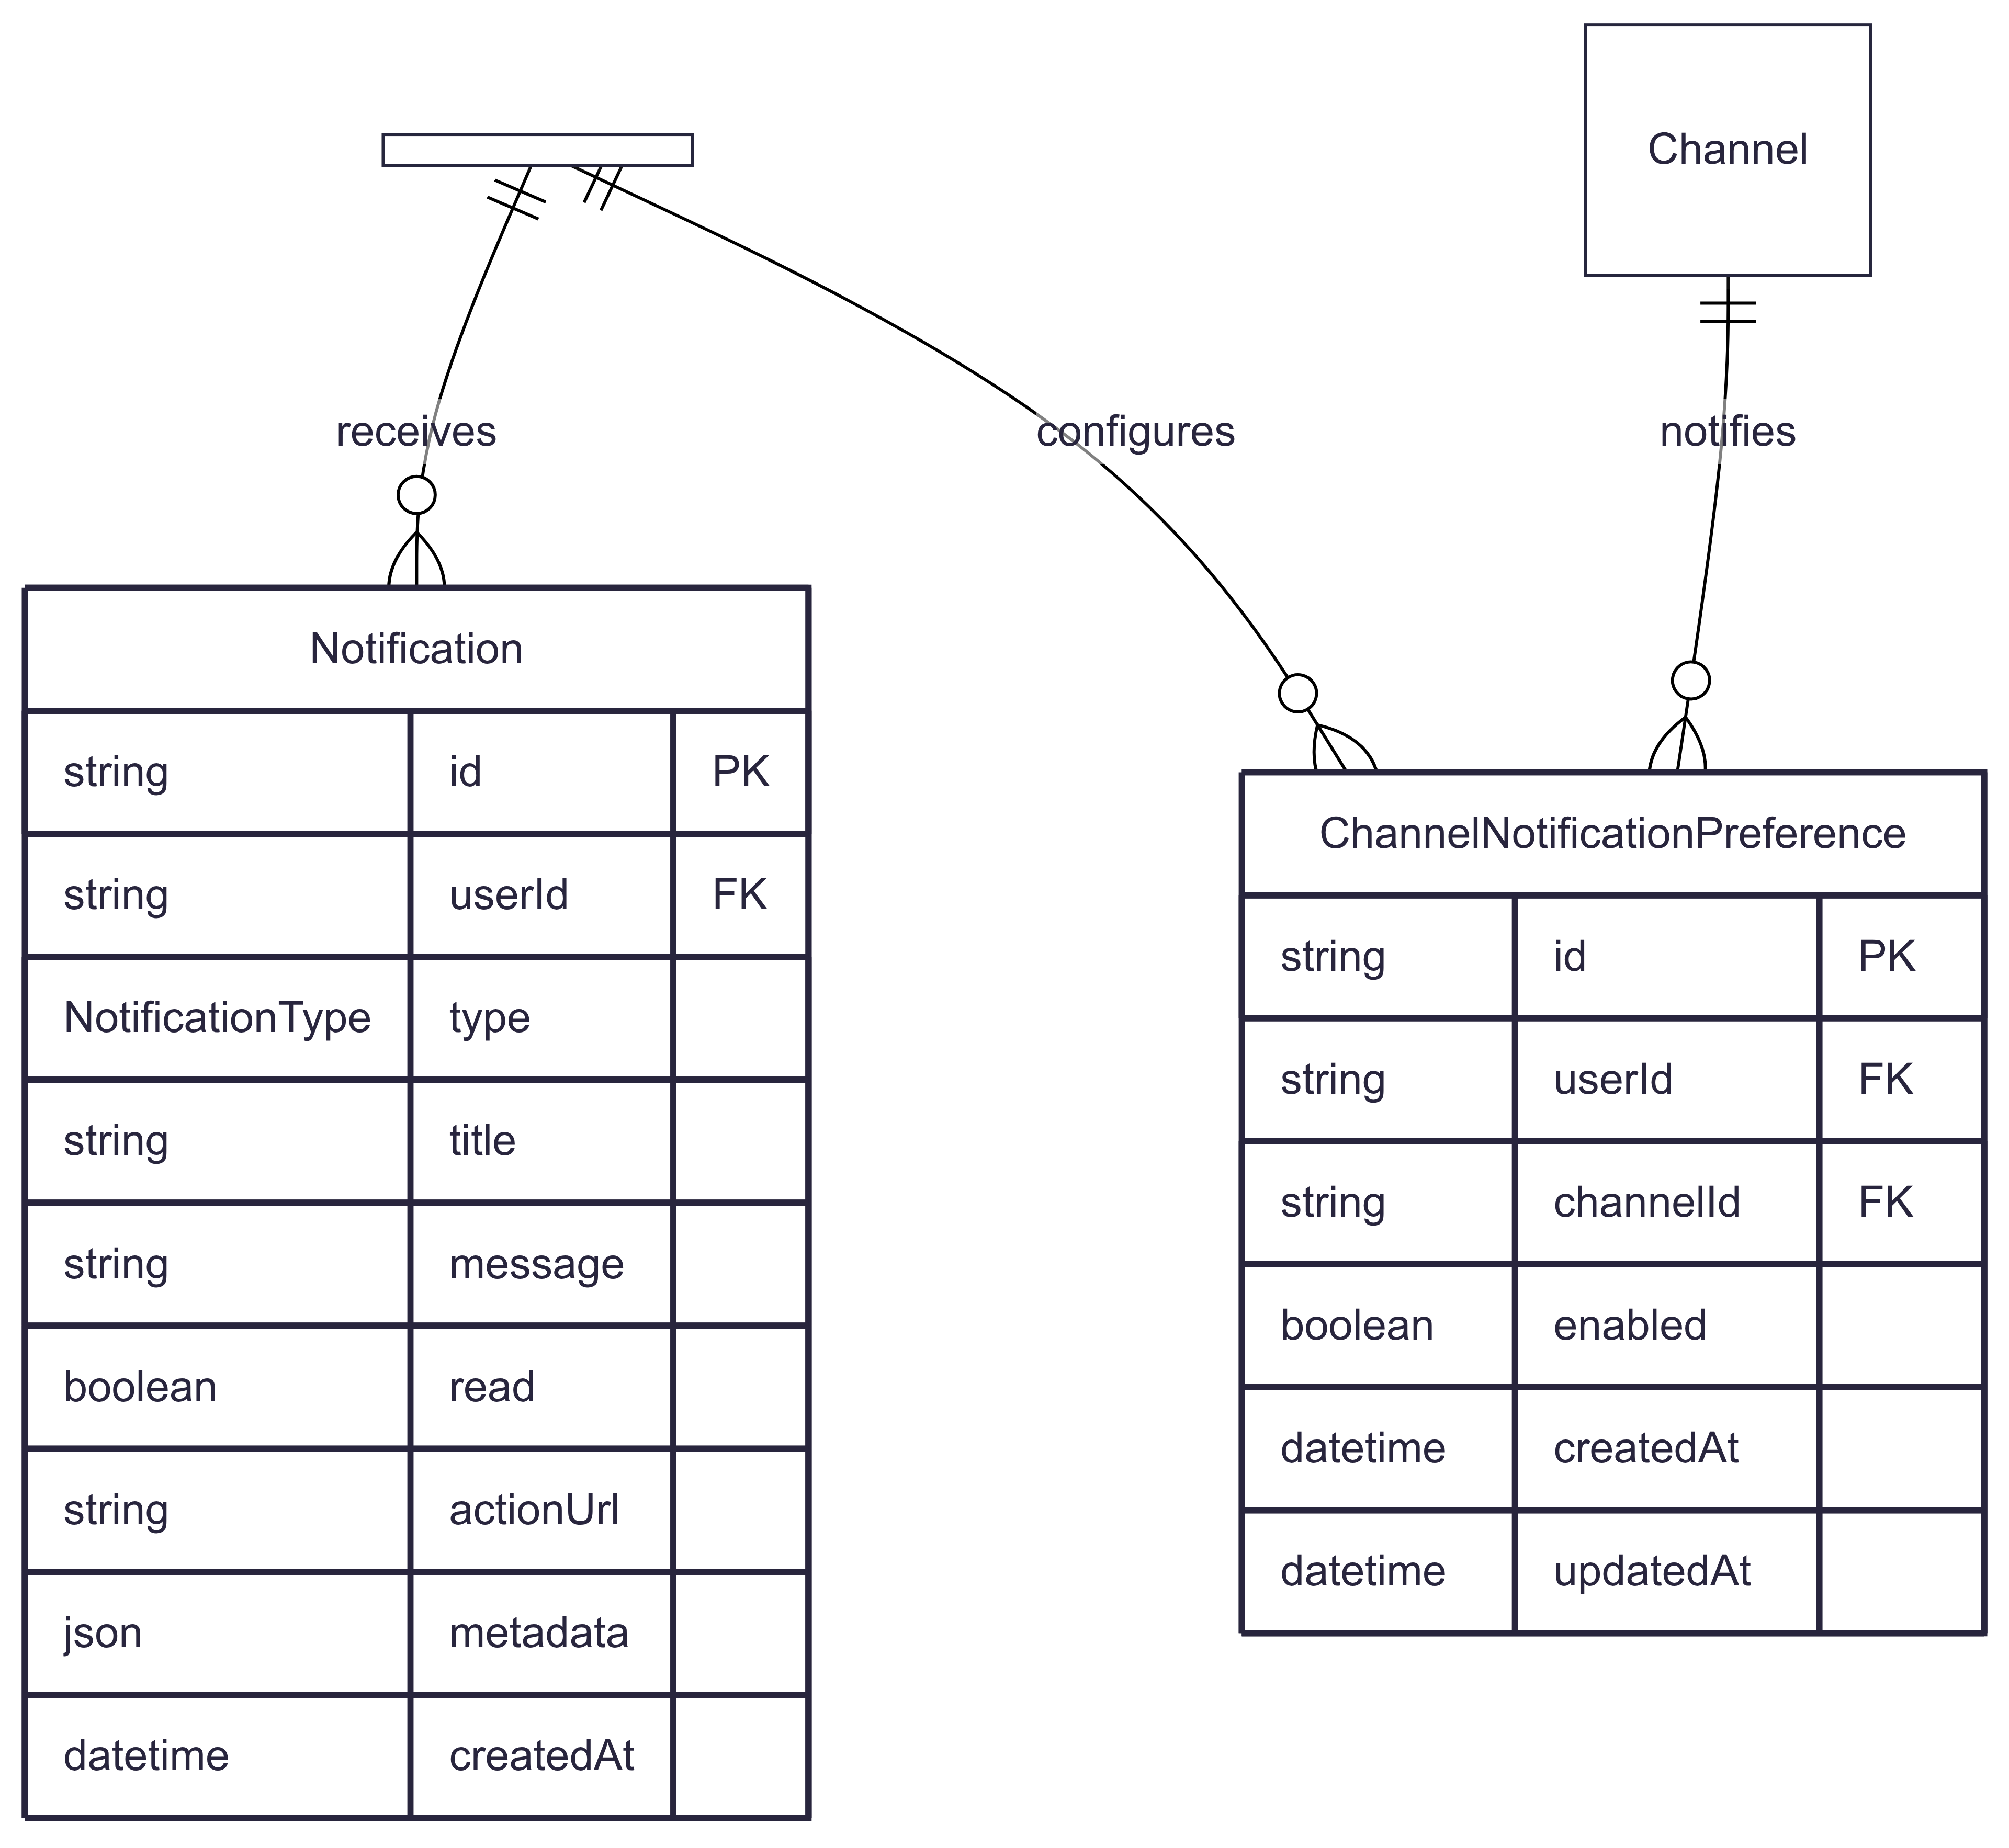 Channel
receives
configures
notifies
Notification
string id PK
string userId FK
NotificationType type
string title
string message
boolean read
string actionUrl
json metadata
datetime createdAt
ChannelNotificationPreference
string id PK
string userId FK
string channelId FK
boolean enabled
datetime createdAt
datetime updatedAt